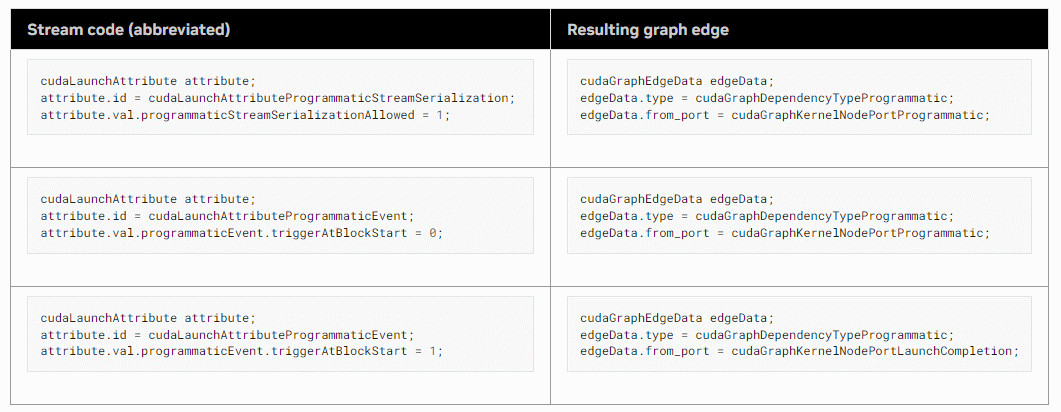 Stream code (abbreviated)
Resulting graph edge
cudaLaunchAttribute attribute;
attribute.id = cudaLaunchAttributeProgrammaticStreamSerialization;
attribute.val.programmaticStreamSerializationAllowed = 1;
cudaGraphEdgeData edgeData;
edgeData.type = cudaGraphDependencyTypeProgrammatic;
edgeData.from_port = cudaGraphKernelNodePortProgrammatic;
cudaLaunchAttribute attribute;
attribute.id = cudaLaunchAttributeProgrammaticEvent;
attribute.val.programmaticEvent.triggerAtBlockStart = 0;
cudaGraphEdgeData edgeData;
edgeData.type = cudaGraphDependencyTypeProgrammatic;
edgeData.from_port = cudaGraphKernelNodePortProgrammatic;
cudaLaunchAttribute attribute;
attribute.id = cudaLaunchAttributeProgrammaticEvent;
attribute.val.programmaticEvent.triggerAtBlockStart = 1;
cudaGraphEdgeData edgeData;
edgeData.type = cudaGraphDependencyTypeProgrammatic;
edgeData.from_port = cudaGraphKernelNodePortLaunchCompletion;